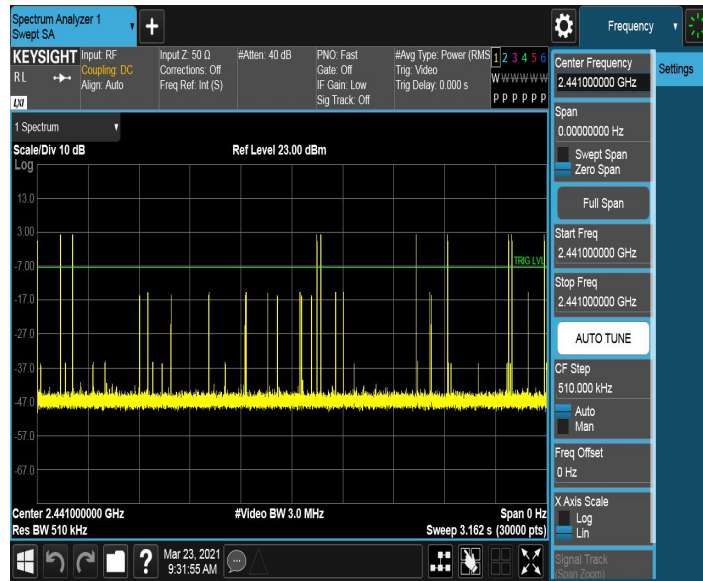 Spectrum Analyzer 1
Swept SA
+
Frequency
KEYSIGHT
RL
LXI
Input: RF
Coupling: DC
Align: Auto
Input Z: 50 Ω
Corrections: Off
Freq Ref: Int (S)
#Atten: 40 dB
PNO: Fast
Gate: Off
IF Gain: Low
Sig Track: Off
#Avg Type: Power (RMS
Trig: Video
Trig Delay: 0.000 s
1 2 3 4 5 6
W W W W W W
P P P P P P
Center Frequency
2.441000000 GHz
Settings
Span
0.00000000 Hz
Swept Span
Zero Span
Full Span
Start Freq
2.441000000 GHz
Stop Freq
2.441000000 GHz
AUTO TUNE
CF Step
510.000 kHz
Auto
Man
Freq Offset
0 Hz
X Axis Scale
Log
Lin
Signal Track
(Span Zoom)
1 Spectrum
Scale/Div 10 dB
Ref Level 23.00 dBm
Log
13.0
3.00
-7.00
TRIG LVL
-17.0
-27.0
-37.0
-47.0
-57.0
-67.0
Center 2.441000000 GHz
#Video BW 3.0 MHz
Span 0 Hz
Res BW 510 kHz
Sweep 3.162 s (30000 pts)
?
Mar 23, 2021
9:31:55 AM